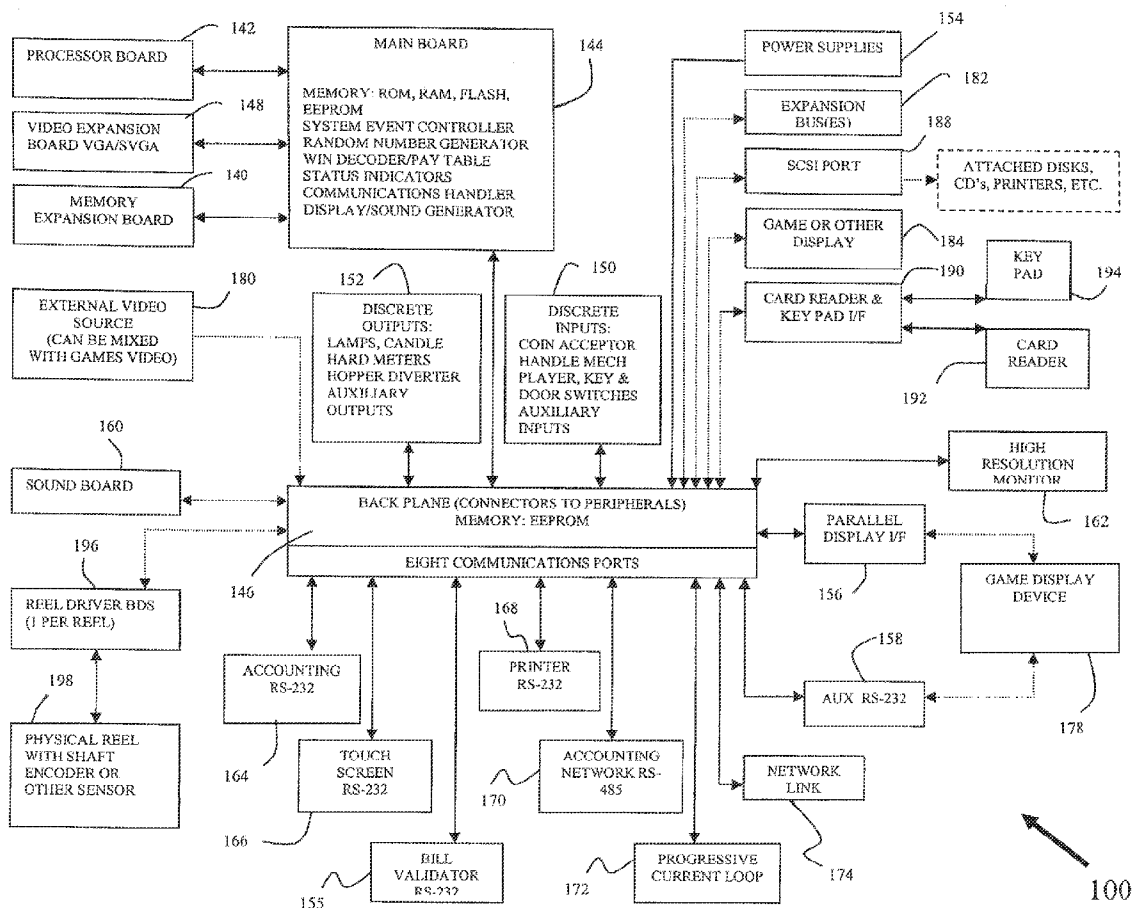 142
PROCESSOR BOARD
148
VIDEO EXPANSION
BOARD VGA/SVGA
140
MEMORY
EXPANSION BOARD
MAIN BOARD
144
MEMORY: ROM, RAM, FLASH,
EEPROM
SYSTEM EVENT CONTROLLER
RANDOM NUMBER GENERATOR
WIN DECODER/PAY TABLE
STATUS INDICATORS
COMMUNICATIONS HANDLER
DISPLAY/SOUND GENERATOR
POWER SUPPLIES
154
182
EXPANSION
BUS(ES)
188
SCSI PORT
ATTACHED DISKS,
CD's, PRINTERS, ETC.
GAME OR OTHER
DISPLAY
184
190
CARD READER &
KEY PAD I/F
KEY
PAD
194
CARD
READER
192
180
EXTERNAL VIDEO
SOURCE
(CAN BE MIXED
WITH GAMES VIDEO)
152
DISCRETE
OUTPUTS:
LAMPS, CANDLE
HARD METERS
HOPPER DIVERTER
AUXILIARY
OUTPUTS
150
DISCRETE
INPUTS:
COIN ACCEPTOR
HANDLE MECH
PLAYER, KEY &
DOOR SWITCHES
AUXILIARY
INPUTS
160
SOUND BOARD
HIGH
RESOLUTION
MONITOR
162
BACK PLANE (CONNECTORS TO PERIPHERALS)
MEMORY: EEPROM
EIGHT COMMUNICATIONS PORTS
146
PARALLEL
DISPLAY I/F
156
GAME DISPLAY
DEVICE
178
196
REEL DRIVER BDS
(1 PER REEL)
198
PHYSICAL REEL
WITH SHAFT
ENCODER OR
OTHER SENSOR
ACCOUNTING
RS-232
164
TOUCH
SCREEN
RS-232
166
BILL
VALIDATOR
RS-232
155
168
PRINTER
RS-232
ACCOUNTING
NETWORK RS-
485
170
PROGRESSIVE
CURRENT LOOP
172
158
AUX RS-232
NETWORK
LINK
174
100